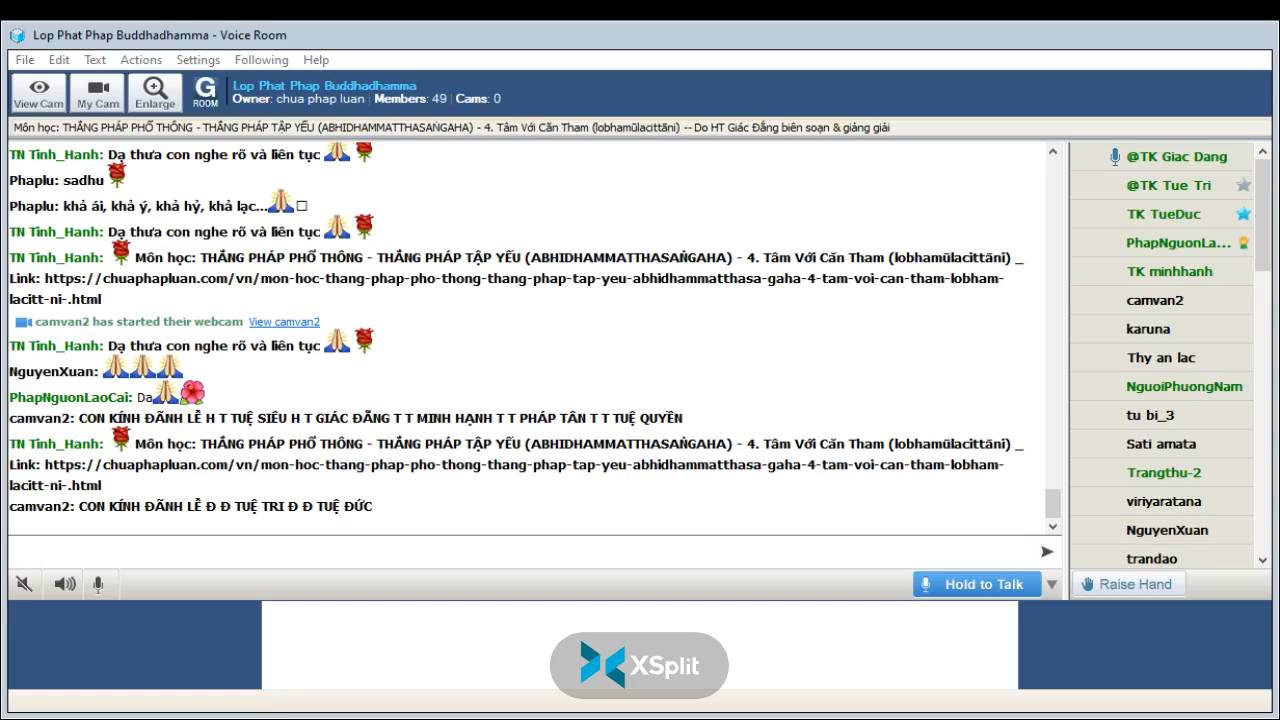 Lop Phat Phap Buddhadhamma - Voice Room
File Edit Text Actions Settings Following Help
View Cam My Cam Enlarge G ROOM
Lop Phat Phap Buddhadhamma
Owner: chua phap luan | Members: 49 | Cams: 0
Môn học: THẮNG PHÁP PHỔ THÔNG - THẮNG PHÁP TẬP YẾU (ABHIDHAMMATTHASAṄGAHA) - 4. Tâm Với Căn Tham (lobhamūlacittāni) -- Do HT Giác Đẳng biên soạn & giảng giải
TN Tinh_Hanh: Dạ thưa con nghe rõ và liên tục
Phaplu: sadhu
Phaplu: khả ái, khả ý, khả hỷ, khả lạc...
TN Tinh_Hanh: Dạ thưa con nghe rõ và liên tục
TN Tinh_Hanh: Môn học: THẮNG PHÁP PHỔ THÔNG - THẮNG PHÁP TẬP YẾU (ABHIDHAMMATTHASAṄGAHA) - 4. Tâm Với Căn Tham (lobhamūlacittāni) _
Link: https://chuaphapluan.com/vn/mon-hoc-thang-phap-pho-thong-thang-phap-tap-yeu-abhidhammatthasa-gaha-4-tam-voi-can-tham-lobham-
lacitt-ni-.html
camvan2 has started their webcam View camvan2
TN Tinh_Hanh: Dạ thưa con nghe rõ và liên tục
NguyenXuan:
PhapNguonLaoCai: Da
camvan2: CON KÍNH ĐÃNH LỄ H T TUỆ SIÊU H T GIÁC ĐẲNG T T MINH HẠNH T T PHÁP TÂN T T TUỆ QUYỀN
TN Tinh_Hanh: Môn học: THẮNG PHÁP PHỔ THÔNG - THẮNG PHÁP TẬP YẾU (ABHIDHAMMATTHASAṄGAHA) - 4. Tâm Với Căn Tham (lobhamūlacittāni) _
Link: https://chuaphapluan.com/vn/mon-hoc-thang-phap-pho-thong-thang-phap-tap-yeu-abhidhammatthasa-gaha-4-tam-voi-can-tham-lobham-
lacitt-ni-.html
camvan2: CON KÍNH ĐÃNH LỄ Đ Đ TUỆ TRI Đ Đ TUỆ ĐỨC
Hold to Talk
@TK Giac Dang
@TK Tue Tri
TK TueDuc
PhapNguonLa...
TK minhhanh
camvan2
karuna
Thy an lac
NguoiPhuongNam
tu bi_3
Sati amata
Trangthu-2
viriyaratana
NguyenXuan
trandao
Raise Hand
XSplit